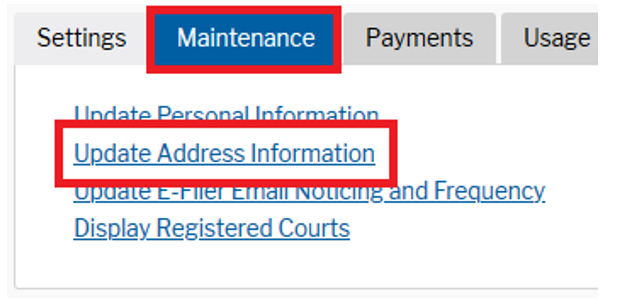 Settings Maintenance Payments Usage
Update Personal Information
Update Address Information
Update E-Filer Email Noticing and Frequency
Display Registered Courts